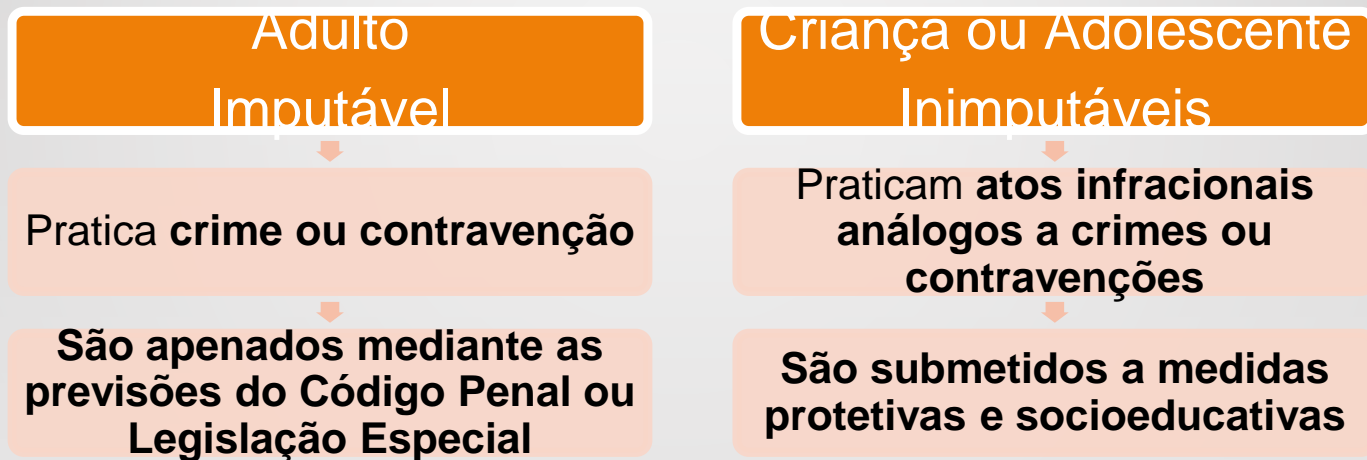 Adulto
Imputável
Pratica crime ou contravenção
São apenados mediante as
previsões do Código Penal ou
Legislação Especial
Criança ou Adolescente
Inimputáveis
Praticam atos infracionais
análogos a crimes ou
contravenções
São submetidos a medidas
protetivas e socioeducativas